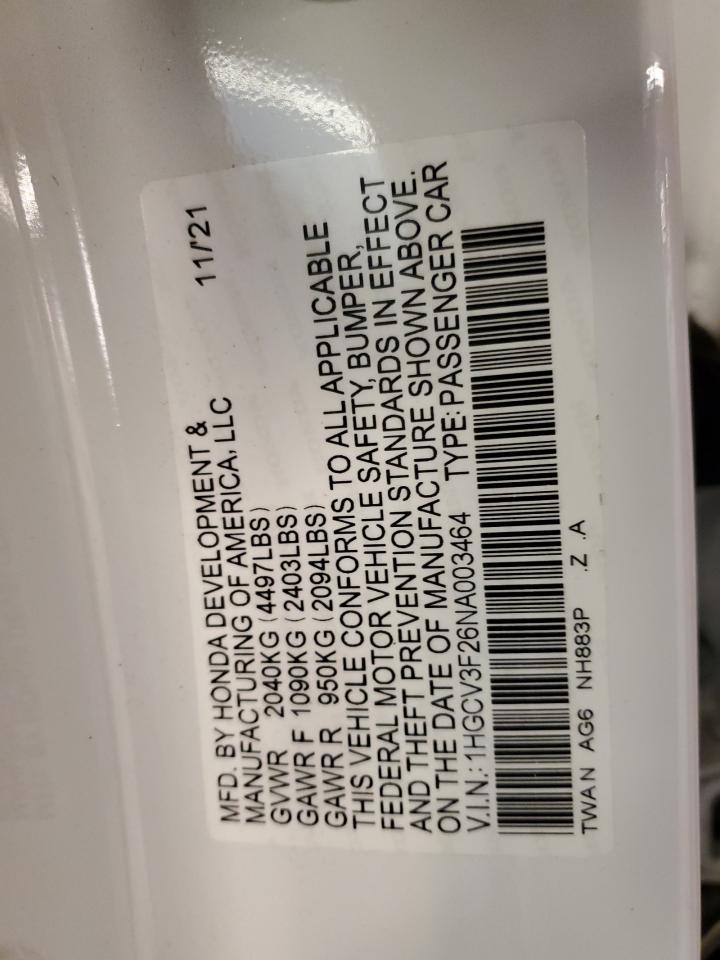 MFD. BY HONDA DEVELOPMENT & 11/'21
MANUFACTURING OF AMERICA, LLC
GVWR 2040KG (4497LBS)
GAWR F 1090KG (2403LBS)
GAWR R 950KG (2094LBS)
THIS VEHICLE CONFORMS TO ALL APPLICABLE
FEDERAL MOTOR VEHICLE SAFETY, BUMPER,
AND THEFT PREVENTION STANDARDS IN EFFECT
ON THE DATE OF MANUFACTURE SHOWN ABOVE.
V.I.N.: 1HGCV3F26NA003464 TYPE: PASSENGER CAR
TWAN AG6 NH883P .Z .A